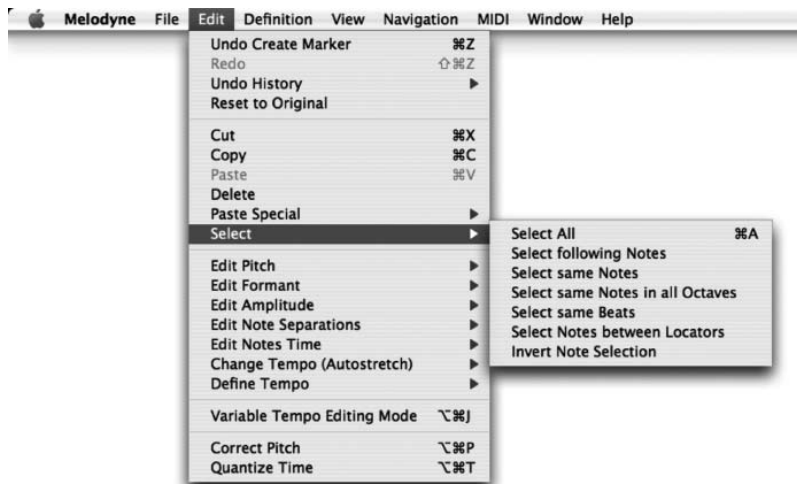 Melodyne File Edit Definition View Navigation MIDI Window Help
Undo Create Marker ⌘Z
Redo ⇧⌘Z
Undo History ▶
Reset to Original
Cut ⌘X
Copy ⌘C
Paste ⌘V
Delete
Paste Special ▶
Select ▶
Edit Pitch ▶
Edit Formant ▶
Edit Amplitude ▶
Edit Note Separations ▶
Edit Notes Time ▶
Change Tempo (Autostretch) ▶
Define Tempo ▶
Variable Tempo Editing Mode ⌥⌘J
Correct Pitch ⌥⌘P
Quantize Time ⌥⌘T
Select All ⌘A
Select following Notes
Select same Notes
Select same Notes in all Octaves
Select same Beats
Select Notes between Locators
Invert Note Selection